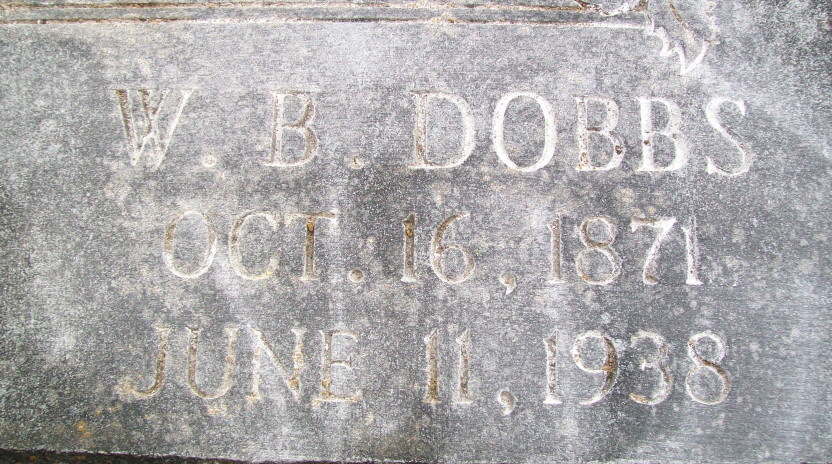 W. B. DOBBS
OCT. 16, 1871
JUNE 11, 1938